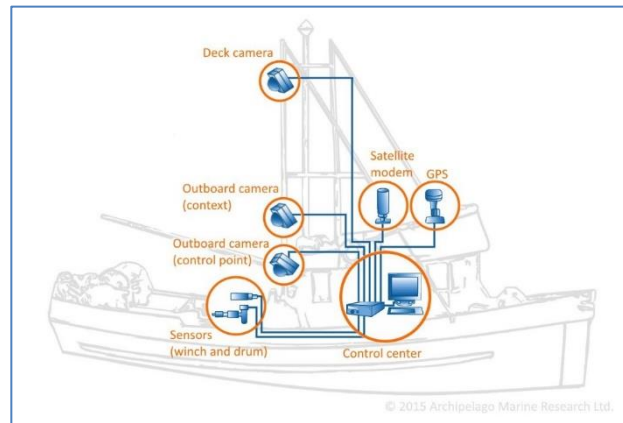 Deck camera
Satellite
modem
GPS
Outboard camera
(context)
Outboard camera
(control point)
Sensors
(winch and drum)
Control center
© 2015 Archipelago Marine Research Ltd.